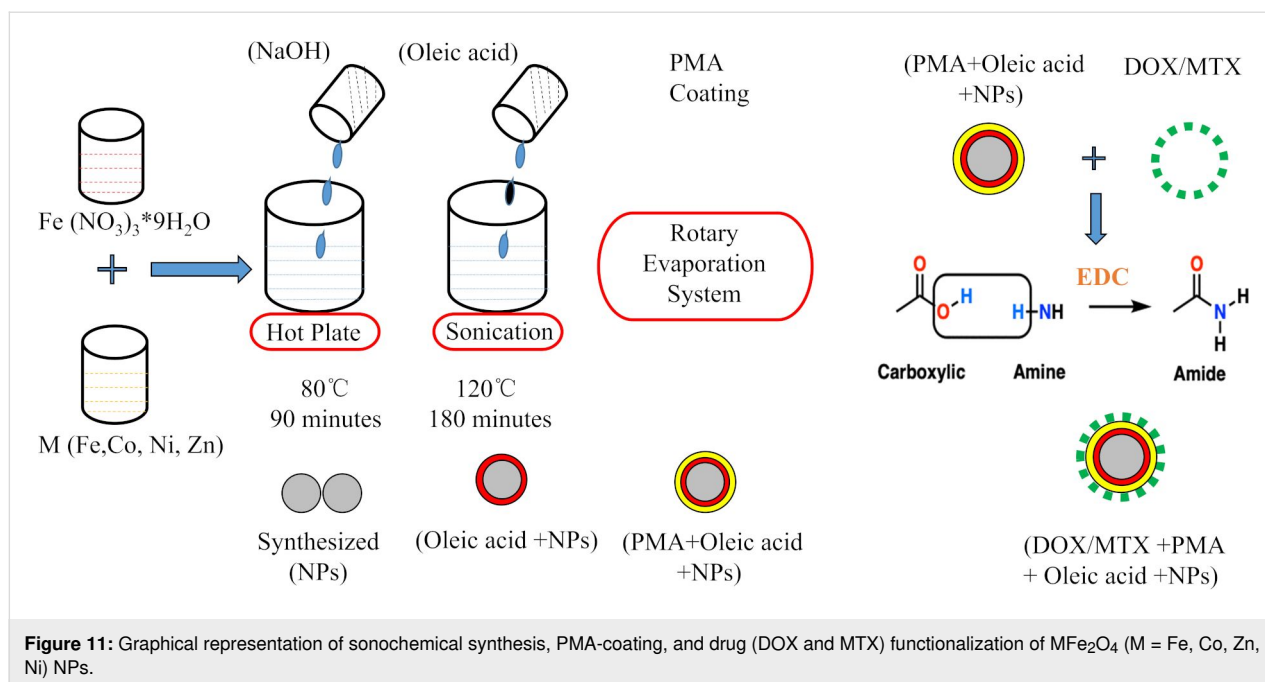 (NaOH)
(Oleic acid)
PMA
Coating
(PMA+Oleic acid
+NPs)
DOX/MTX
+
Fe (NO₃)₃*9H₂O
+
M (Fe,Co, Ni, Zn)
Hot Plate
80℃
90 minutes
Sonication
120℃
180 minutes
Rotary
Evaporation
System
EDC
O
O H
H-NH
O
N H
H
Carboxylic
Amine
Amide
Synthesized
(NPs)
(Oleic acid +NPs)
(PMA+Oleic acid
+NPs)
(DOX/MTX +PMA
+ Oleic acid +NPs)
Figure 11: Graphical representation of sonochemical synthesis, PMA-coating, and drug (DOX and MTX) functionalization of MFe₂O₄ (M = Fe, Co, Zn,
Ni) NPs.